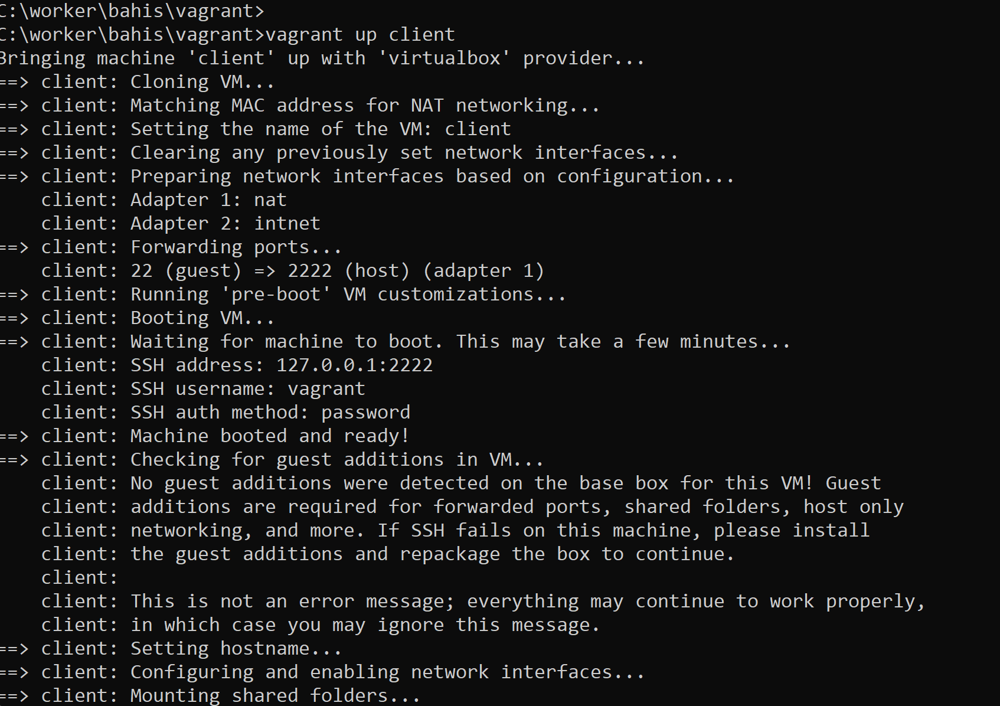 C:\worker\bahis\vagrant>
C:\worker\bahis\vagrant>vagrant up client
Bringing machine 'client' up with 'virtualbox' provider...
==> client: Cloning VM...
==> client: Matching MAC address for NAT networking...
==> client: Setting the name of the VM: client
==> client: Clearing any previously set network interfaces...
==> client: Preparing network interfaces based on configuration...
    client: Adapter 1: nat
    client: Adapter 2: intnet
==> client: Forwarding ports...
    client: 22 (guest) => 2222 (host) (adapter 1)
==> client: Running 'pre-boot' VM customizations...
==> client: Booting VM...
==> client: Waiting for machine to boot. This may take a few minutes...
    client: SSH address: 127.0.0.1:2222
    client: SSH username: vagrant
    client: SSH auth method: password
==> client: Machine booted and ready!
==> client: Checking for guest additions in VM...
    client: No guest additions were detected on the base box for this VM! Guest
    client: additions are required for forwarded ports, shared folders, host only
    client: networking, and more. If SSH fails on this machine, please install
    client: the guest additions and repackage the box to continue.
    client:
    client: This is not an error message; everything may continue to work properly,
    client: in which case you may ignore this message.
==> client: Setting hostname...
==> client: Configuring and enabling network interfaces...
==> client: Mounting shared folders...